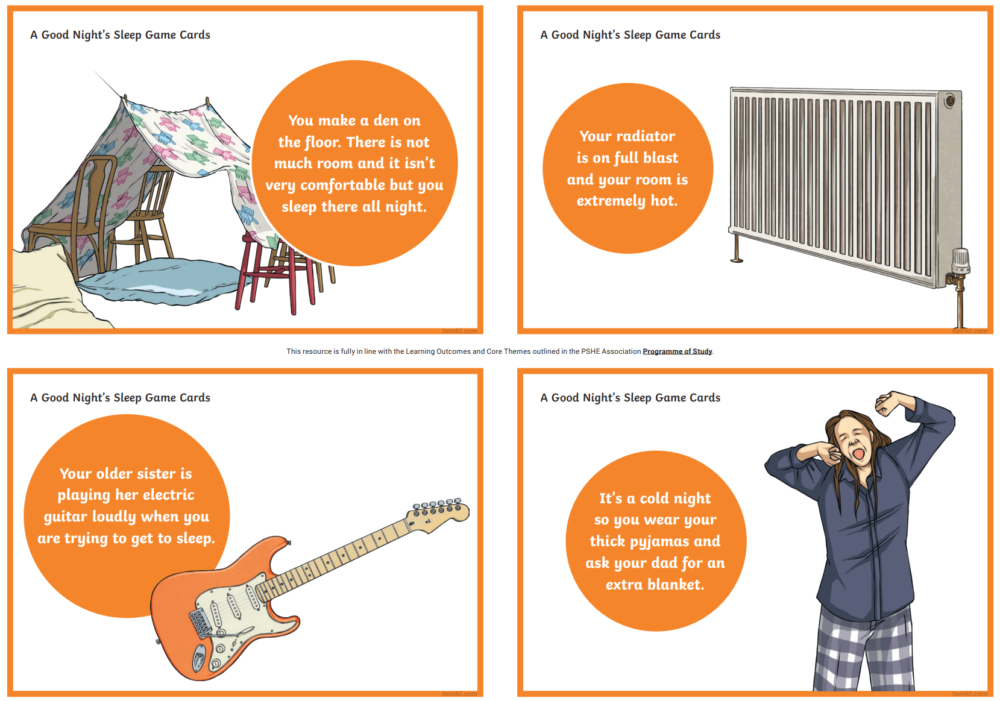 A Good Night's Sleep Game Cards
You make a den on
the floor. There is not
much room and it isn't
very comfortable but you
sleep there all night.
twinkl.com
A Good Night's Sleep Game Cards
Your radiator
is on full blast
and your room is
extremely hot.
twinkl.com
This resource is fully in line with the Learning Outcomes and Core Themes outlined in the PSHE Association Programme of Study.
A Good Night's Sleep Game Cards
Your older sister is
playing her electric
guitar loudly when you
are trying to get to sleep.
twinkl.com
A Good Night's Sleep Game Cards
It's a cold night
so you wear your
thick pyjamas and
ask your dad for an
extra blanket.
twinkl.com